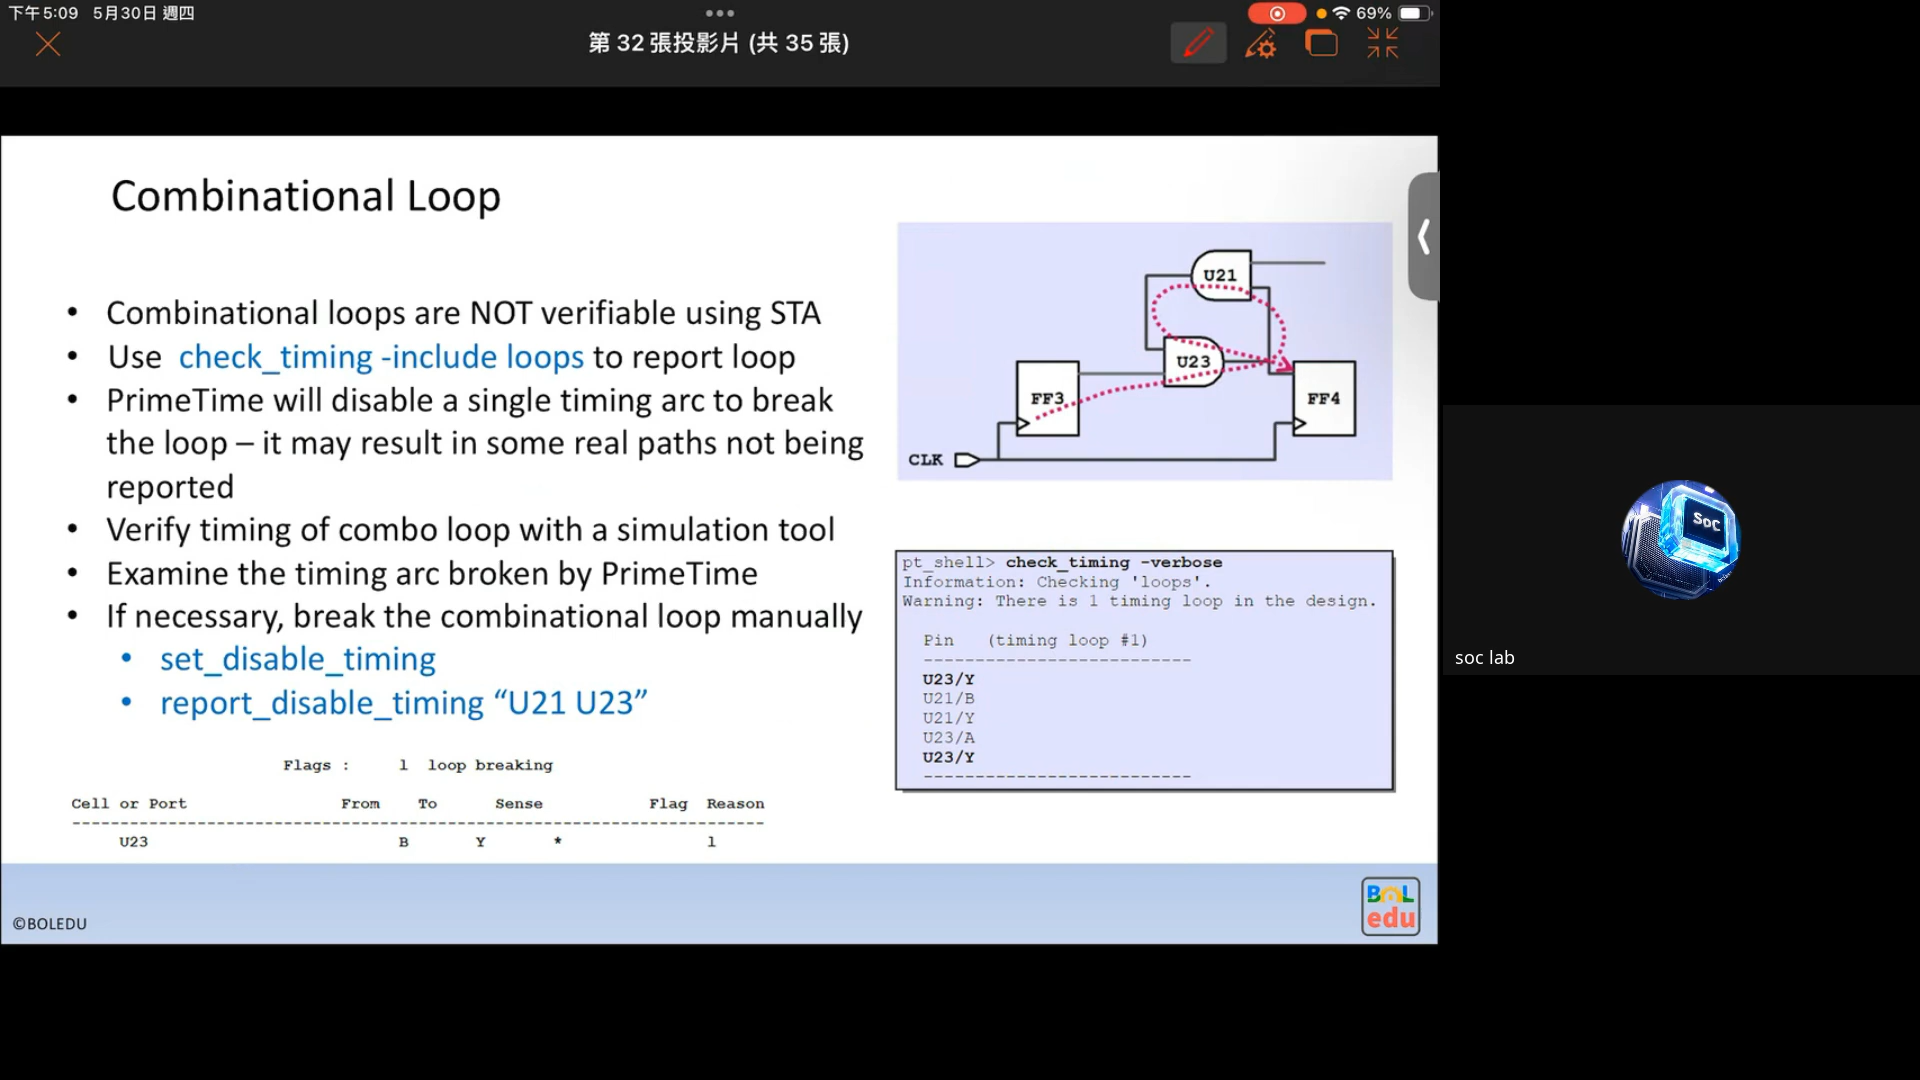 下午5:09 5月30日 週四
69%
第 32 張投影片 (共 35 張)
Combinational Loop
• Combinational loops are NOT verifiable using STA
• Use check_timing -include loops to report loop
• PrimeTime will disable a single timing arc to break
the loop – it may result in some real paths not being
reported
• Verify timing of combo loop with a simulation tool
• Examine the timing arc broken by PrimeTime
• If necessary, break the combinational loop manually
• set_disable_timing
• report_disable_timing “U21 U23”
Flags : l loop breaking
Cell or Port From To Sense Flag Reason
--------------------------------------------------------------------------
U23 B Y * l
U21
U23
FF3
FF4
CLK
pt_shell> check_timing -verbose
Information: Checking 'loops'.
Warning: There is 1 timing loop in the design.
Pin (timing loop #1)
--------------------------
U23/Y
U21/B
U21/Y
U23/A
U23/Y
--------------------------
©BOLEDU
BOL
edu
SoC
soc lab